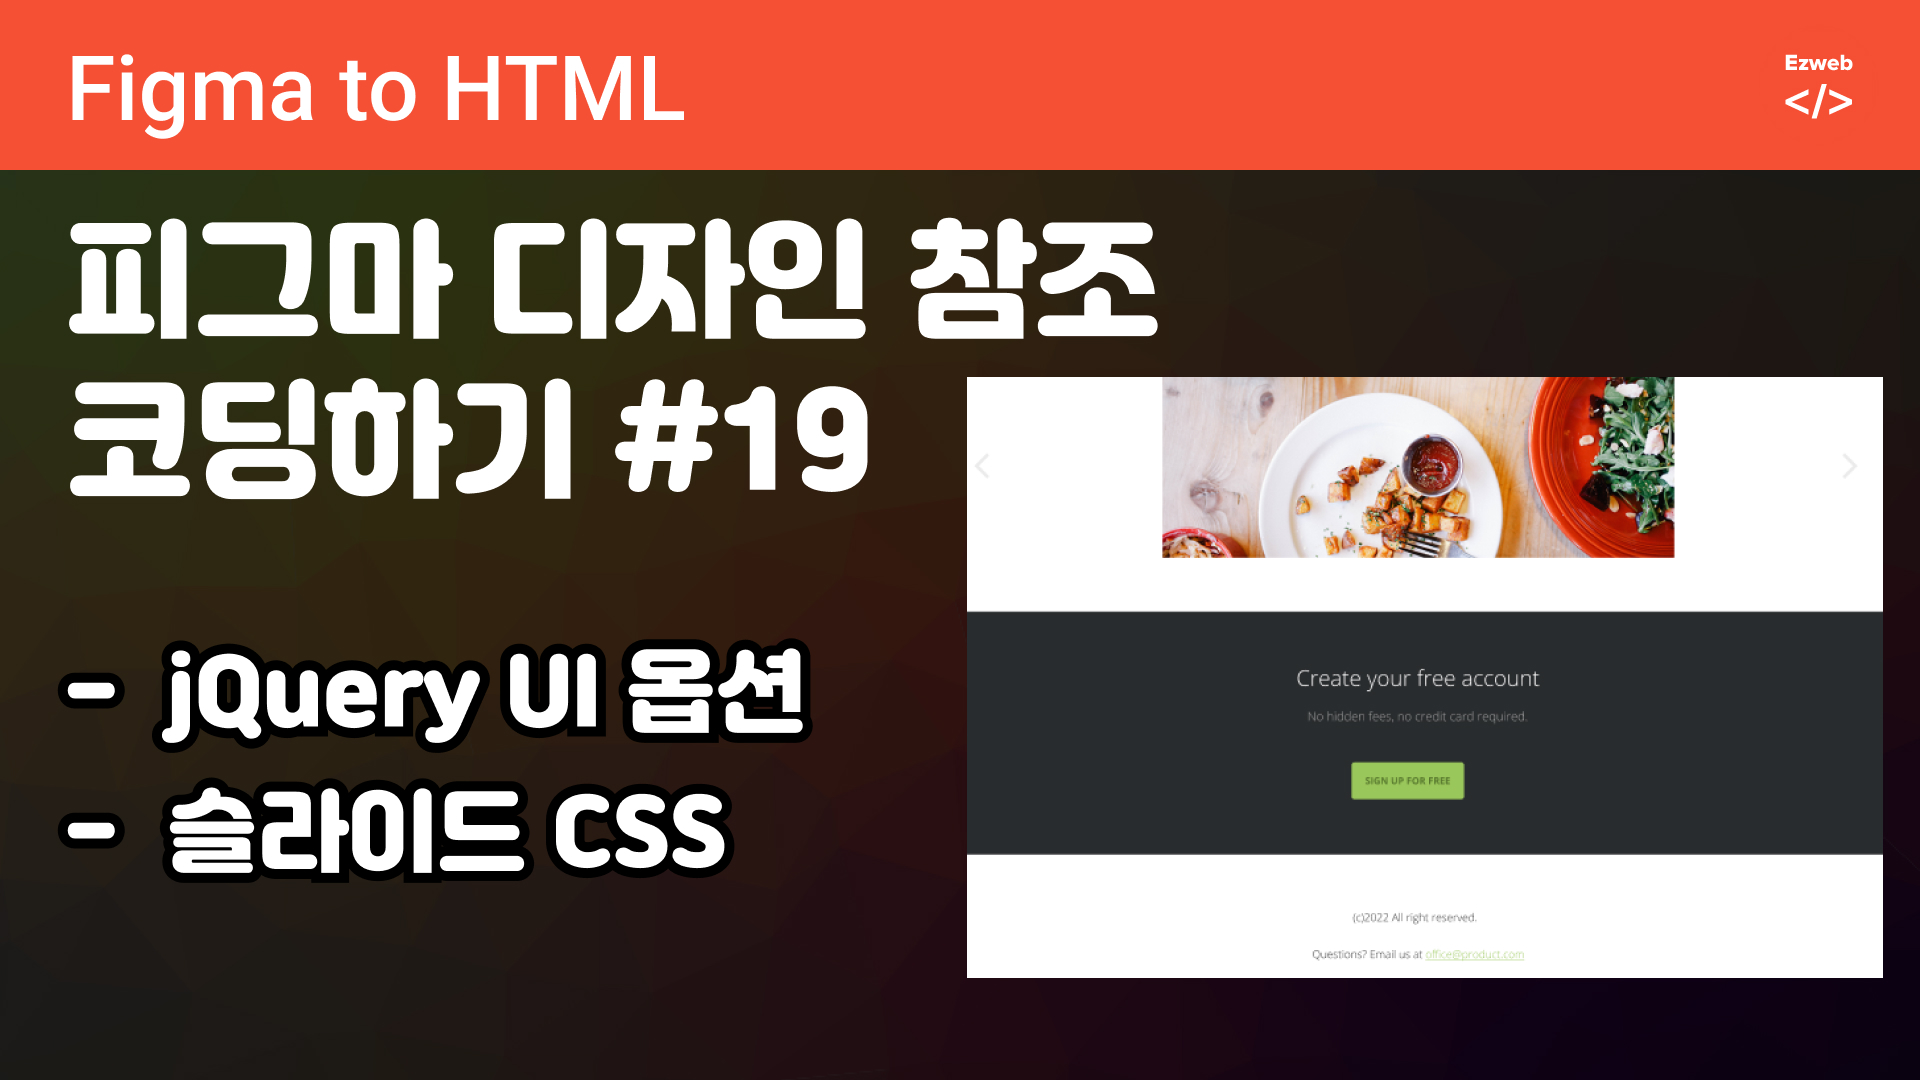 Figma to HTML
Ezweb
</>
피그마 디자인 참조
코딩하기 #19
- jQuery UI 옵션
- 슬라이드 CSS
Create your free account
No hidden fees, no credit card required.
SIGN UP FOR FREE
(c)2022 All right reserved.
Questions? Email us at office@product.com